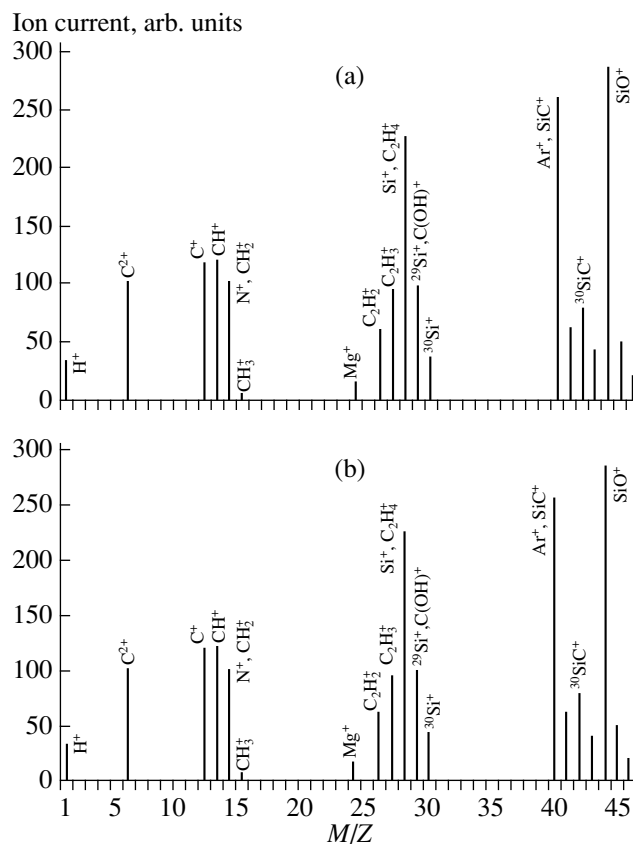 Ion current, arb. units
300
250
200
150
100
50
0
(a)
H⁺
C²⁺
C⁺
CH⁺
N⁺, CH₂⁺
CH₃⁺
Mg⁺
C₂H₂⁺
C₂H₃⁺
Si⁺, C₂H₄⁺
²⁹Si⁺,C(OH)⁺
³⁰Si⁺
Ar⁺, SiC⁺
³⁰SiC⁺
SiO⁺
300
250
200
150
100
50
0
(b)
H⁺
C²⁺
C⁺
CH⁺
N⁺, CH₂⁺
CH₃⁺
Mg⁺
C₂H₂⁺
C₂H₃⁺
Si⁺, C₂H₄⁺
²⁹Si⁺,C(OH)⁺
³⁰Si⁺
Ar⁺, SiC⁺
³⁰SiC⁺
SiO⁺
1 5 10 15 20 25 30 35 40 45
M/Z